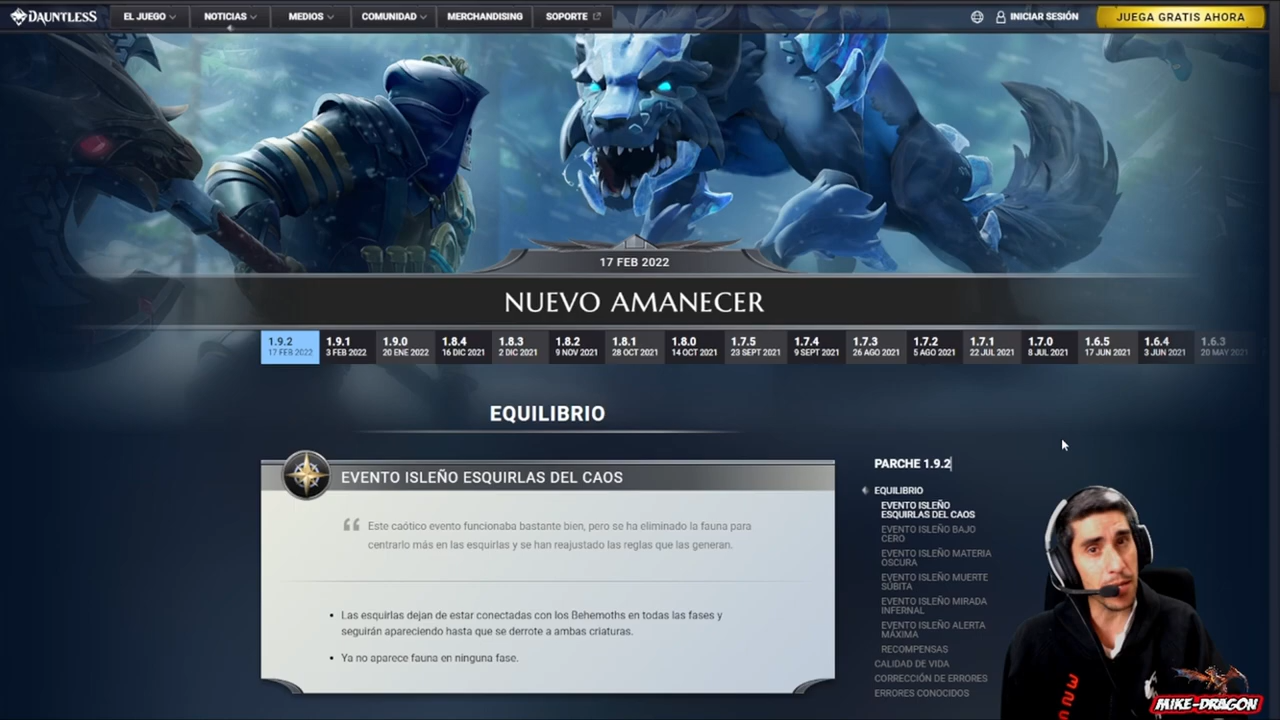 DAUNTLESS
EL JUEGO
NOTICIAS
MEDIOS
COMUNIDAD
MERCHANDISING
SOPORTE
INICIAR SESIÓN
JUEGA GRATIS AHORA
17 FEB 2022
NUEVO AMANECER
1.9.2 1.9.1 1.9.0 1.8.4 1.8.3 1.8.2 1.8.1 1.8.0 1.7.5 1.7.4 1.7.3 1.7.2 1.7.1 1.7.0 1.6.5 1.6.4 1.6.3
17 FEB 2022 3 FEB 2022 20 ENE 2022 16 DIC 2021 2 DIC 2021 9 NOV 2021 28 OCT 2021 14 OCT 2021 23 SEPT 2021 9 SEPT 2021 26 AGO 2021 5 AGO 2021 22 JUL 2021 8 JUL 2021 17 JUN 2021 3 JUN 2021 20 MAY 2021
EQUILIBRIO
EVENTO ISLEÑO ESQUIRLAS DEL CAOS
Este caótico evento funcionaba bastante bien, pero se ha eliminado la fauna para
centrarlo más en las esquirlas y se han reajustado las reglas que las generan.
• Las esquirlas dejan de estar conectadas con los Behemoths en todas las fases y
seguirán apareciendo hasta que se derrote a ambas criaturas.
• Ya no aparece fauna en ninguna fase.
PARCHE 1.9.2
EQUILIBRIO
EVENTO ISLEÑO
ESQUIRLAS DEL CAOS
EVENTO ISLEÑO BAJO
CERO
EVENTO ISLEÑO MATERIA
OSCURA
EVENTO ISLEÑO MUERTE
SÚBITA
EVENTO ISLEÑO MIRADA
INFERNAL
EVENTO ISLEÑO ALERTA
MÁXIMA
RECOMPENSAS
CALIDAD DE VIDA
CORRECCIÓN DE ERRORES
ERRORES CONOCIDOS
MIKE-DRAGON